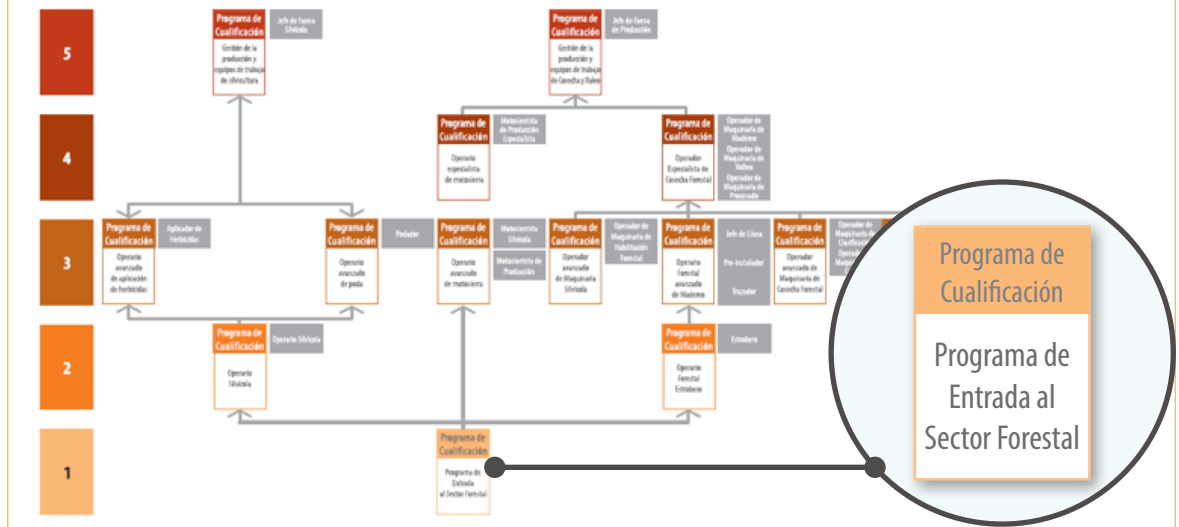 5
Programa de
Cualificación
Gestión de la
producción y
equipos de trabajo
de silvicultura
Jefe de Faena
Silvícola
Programa de
Cualificación
Gestión de la
producción y
equipos de trabajo
de Cosecha y Raleo
Jefe de Faena
de Producción
4
Programa de
Cualificación
Operario
especialista
de motosierra
Motosierrista
de Producción
Especialista
Programa de
Cualificación
Operador
Especialista de
Cosecha Forestal
Operador de
Maquinaria de
Madereo
Operador de
Maquinaria de
Volteo
Operador de
Maquinaria de
Procesado
3
Programa de
Cualificación
Operario
avanzado
de aplicación
de herbicidas
Aplicador de
Herbicidas
Programa de
Cualificación
Operario
avanzado
de poda
Podador
Programa de
Cualificación
Operario
avanzado
de motosierra
Motosierrista
Silvícola
Motosierrista de
Producción
Programa de
Cualificación
Operador
avanzado
de Maquinaria
Silvícola
Operador de
Maquinaria de
Habilitación
Forestal
Programa de
Cualificación
Operario
Forestal
avanzado
de Madereo
Jefe de Línea
Pre-instalador
Trozador
Programa de
Cualificación
Operador
avanzado de
Maquinaria de
Cosecha Forestal
Operador de
Maquinaria de
Clasificación
2
Programa de
Cualificación
Operario
Silvícola
Operario Silvícola
Programa de
Cualificación
Operario
Forestal
Estrobero
Estrobero
1
Programa de
Cualificación
Programa de
Entrada
al Sector Forestal
Programa de
Cualificación
Programa de
Entrada al
Sector Forestal